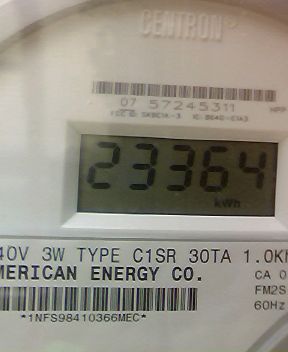 CENTRON®
07 57245311
23364
kWh
40V 3W TYPE C1SR 30TA 1.0K
MERICAN ENERGY CO.
CA 0
FM2S
60Hz
*1NFS98410366MEC*